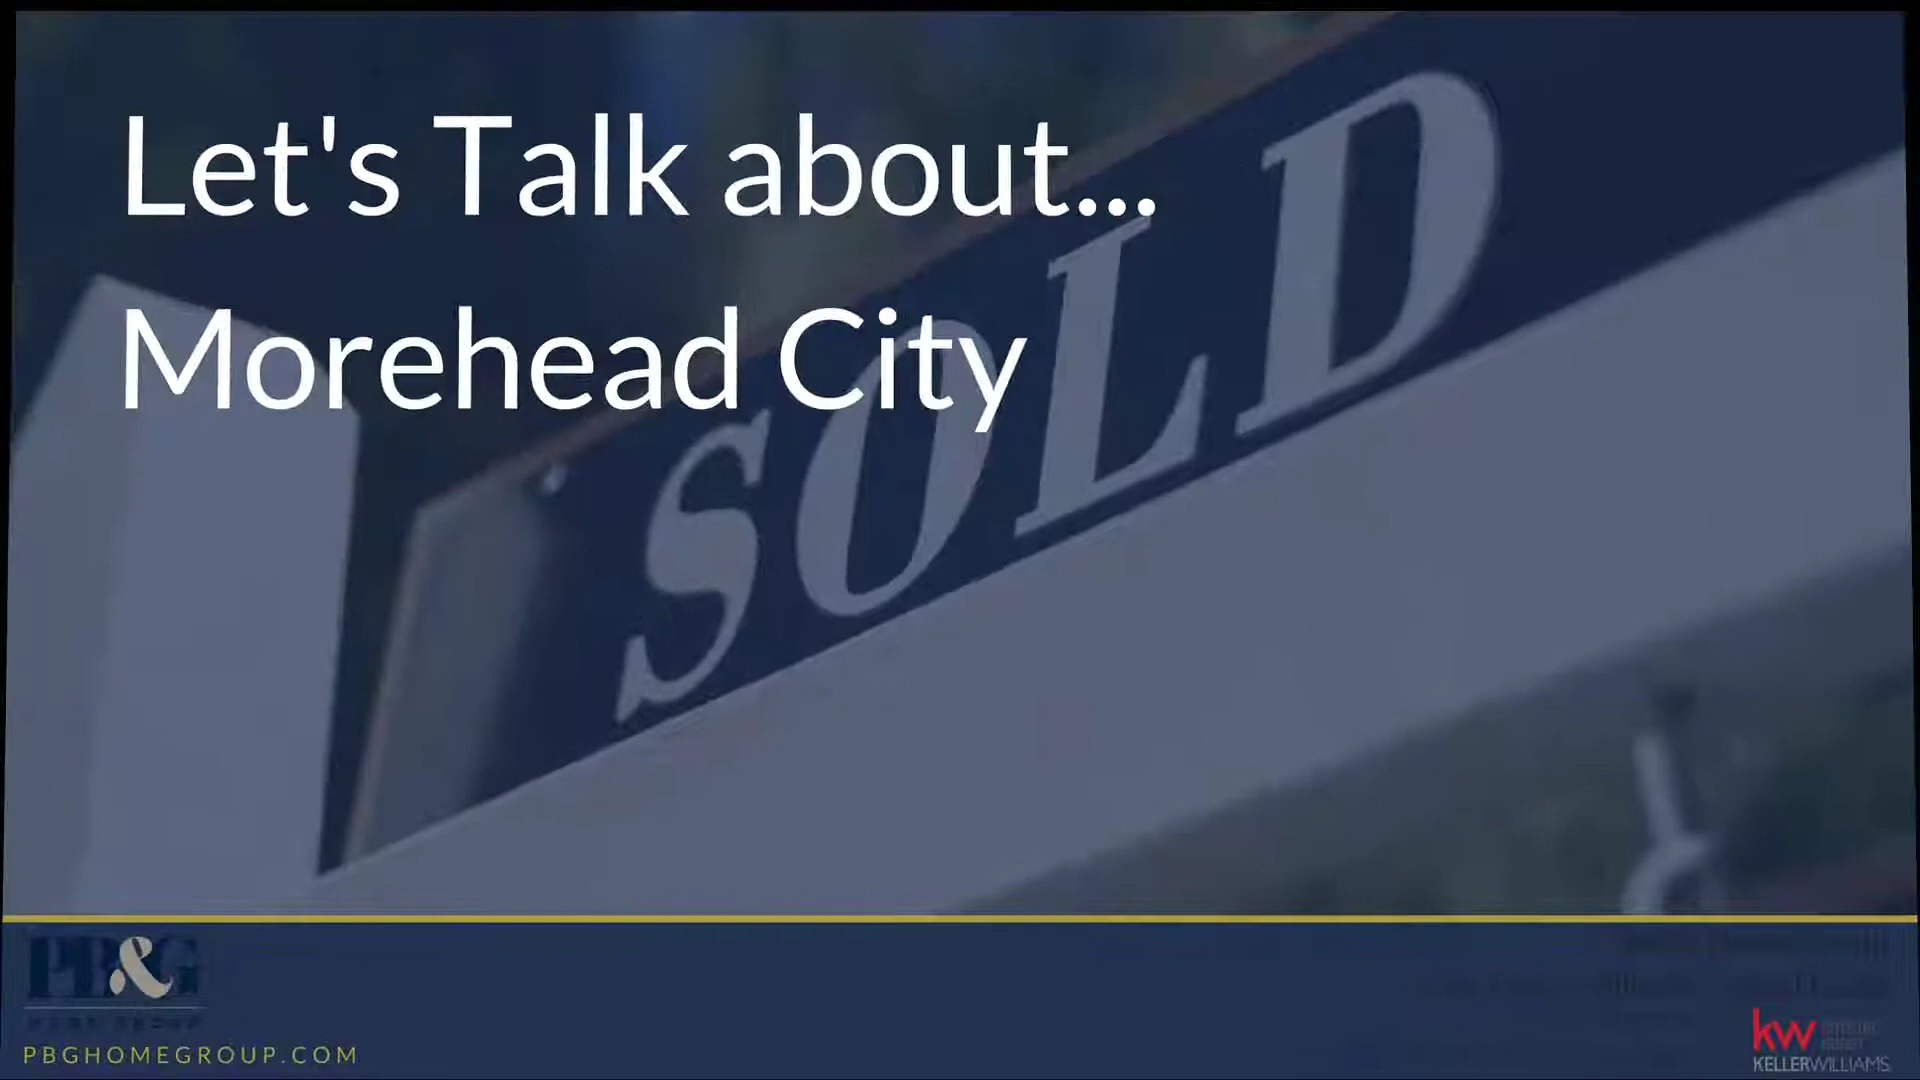 Let's Talk about...
Morehead City
SOLD
PB&G
PBGHOMEGROUP.COM
kw
KELLERWILLIAMS.